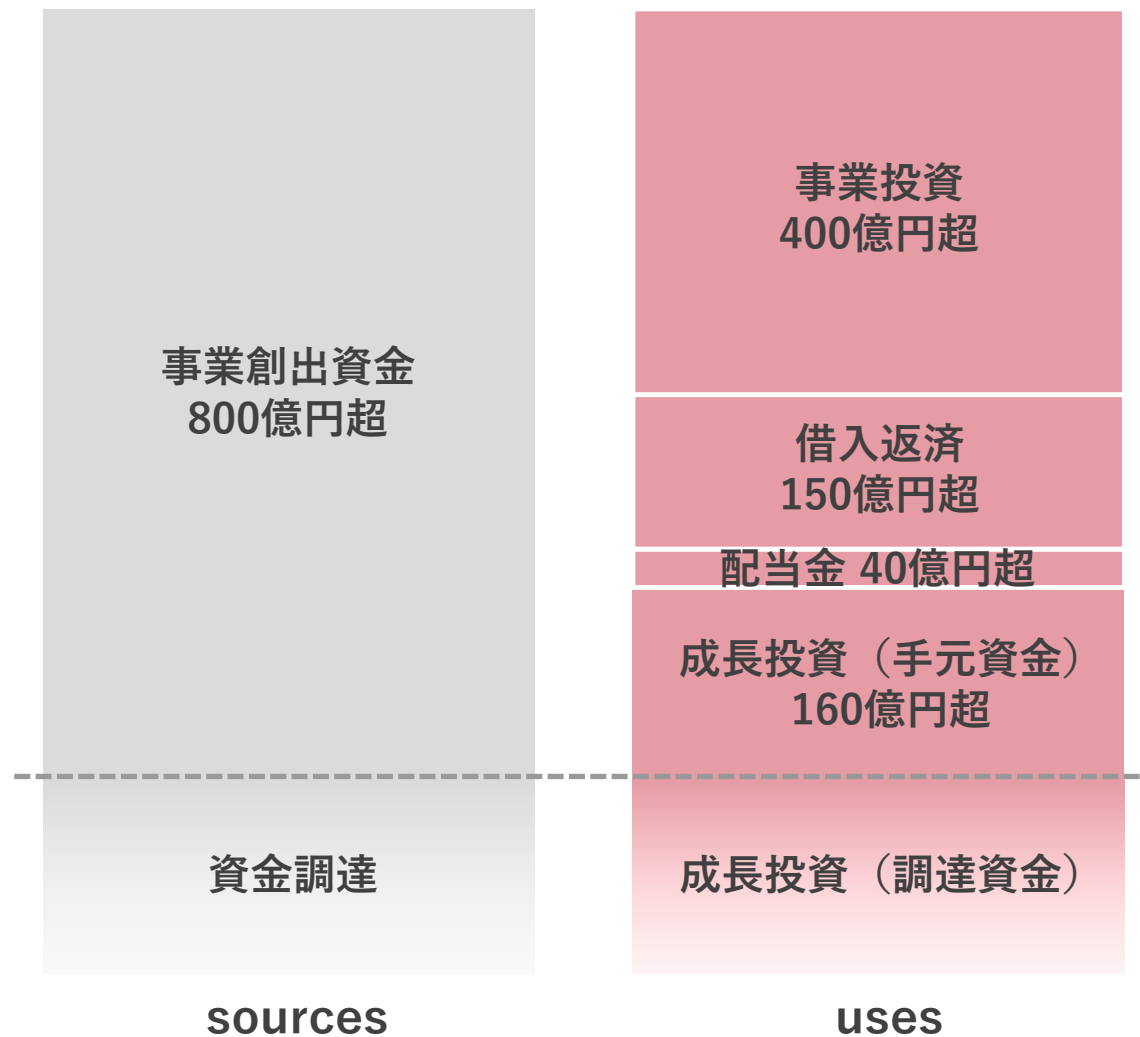 事業創出資金
800億円超
資金調達
sources
事業投資
400億円超
借入返済
150億円超
配当金 40億円超
成長投資（手元資金）
160億円超
成長投資（調達資金）
uses